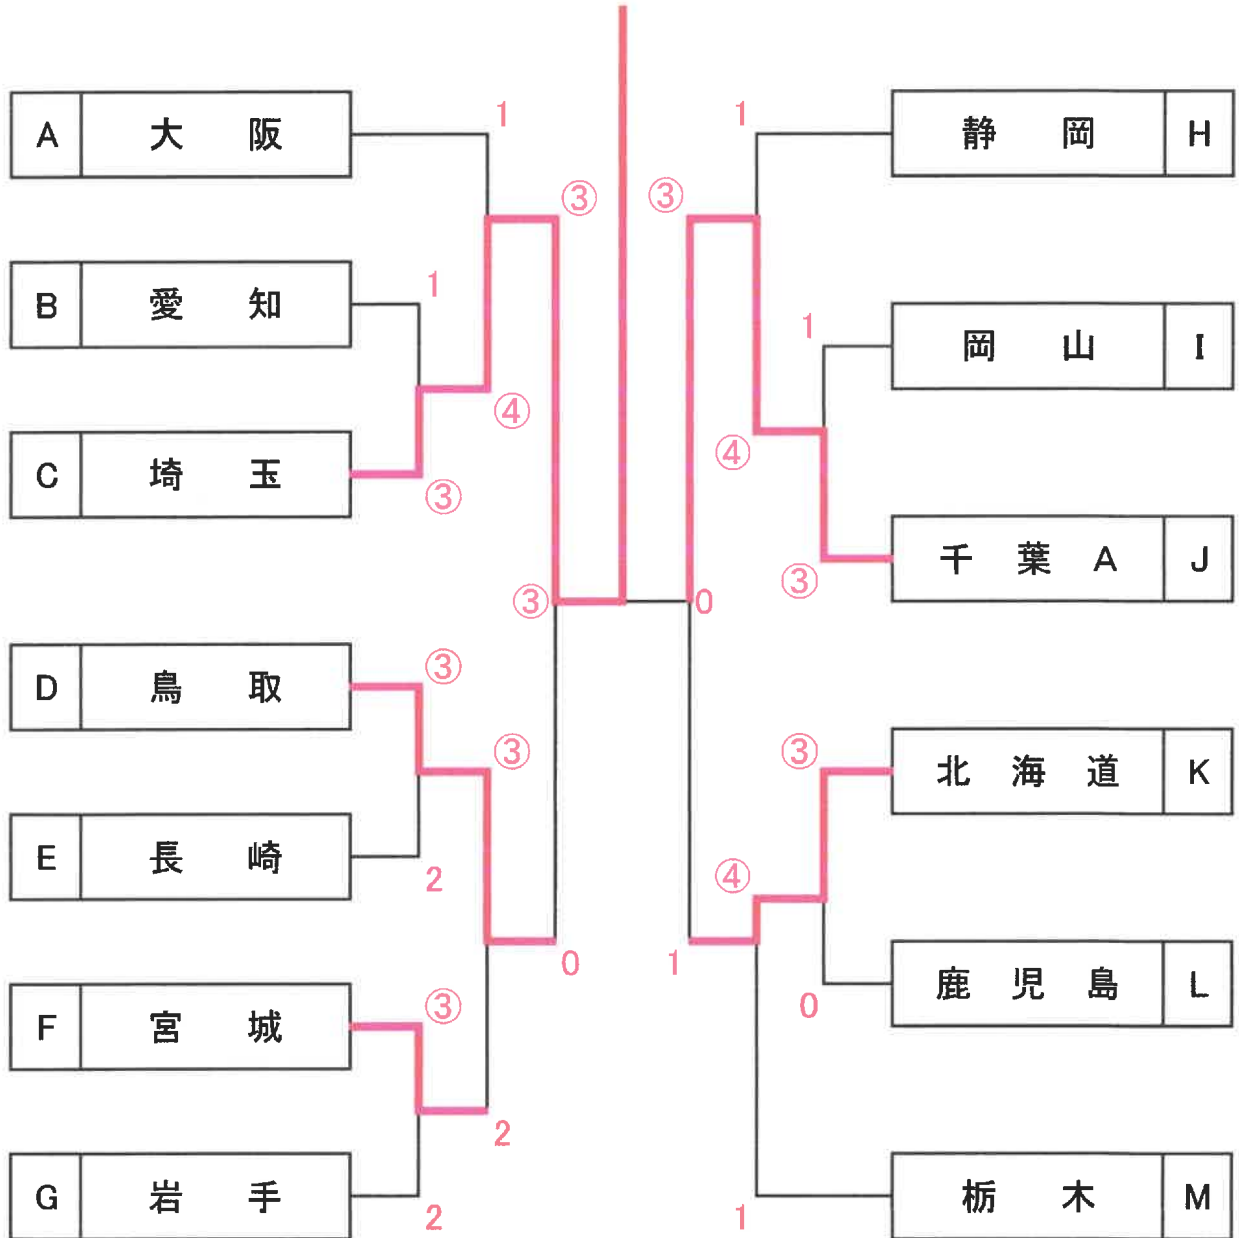 1 1
A 大阪 静岡 H
③ ③
1
B 愛知
1
岡山 I
④
④
C 埼玉
③
千葉A J
③
③ 0
③
D 鳥取
③ ③
北海道 K
E 長崎
2
④
0 1
鹿児島 L
③
0
F 宮城
2
G 岩手 栃木 M
2 1